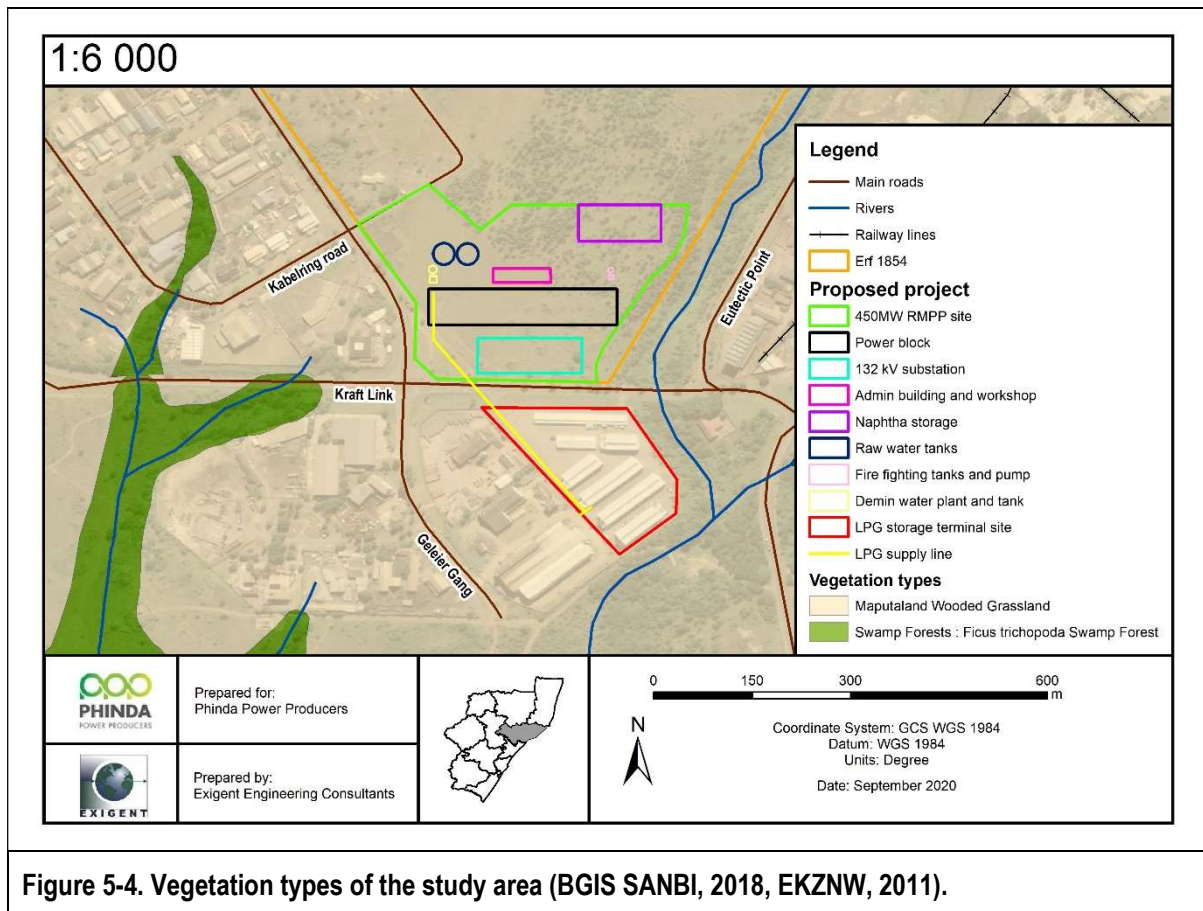 1:6 000
Kabelring road
Kraft Link
Geleier Gang
Eutectic Point
Legend
Main roads
Rivers
Railway lines
Erf 1854
Proposed project
450MW RMPP site
Power block
132 kV substation
Admin building and workshop
Naphtha storage
Raw water tanks
Fire fighting tanks and pump
Demin water plant and tank
LPG storage terminal site
LPG supply line
Vegetation types
Maputaland Wooded Grassland
Swamp Forests : Ficus trichopoda Swamp Forest
PHINDA
POWER PRODUCERS
Prepared for:
Phinda Power Producers
EXIGENT
Prepared by:
Exigent Engineering Consultants
0 150 300 600
m
N
Coordinate System: GCS WGS 1984
Datum: WGS 1984
Units: Degree
Date: September 2020
Figure 5-4. Vegetation types of the study area (BGIS SANBI, 2018, EKZNW, 2011).